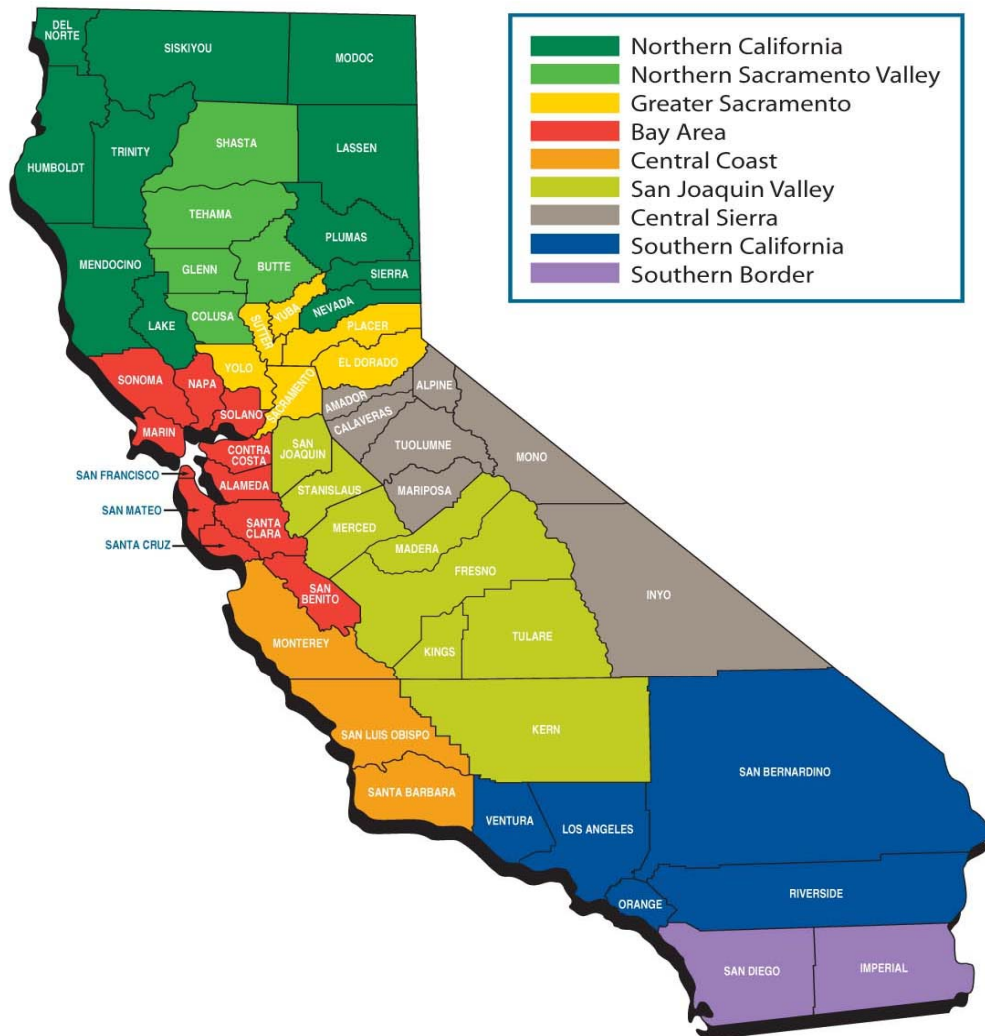 Northern California
Northern Sacramento Valley
Greater Sacramento
Bay Area
Central Coast
San Joaquin Valley
Central Sierra
Southern California
Southern Border
DEL
NORTE
SISKIYOU
MODOC
HUMBOLDT
TRINITY
SHASTA
LASSEN
TEHAMA
PLUMAS
MENDOCINO
GLENN
BUTTE
SIERRA
LAKE
COLUSA
SUTTER
YUBA
NEVADA
PLACER
SONOMA
NAPA
YOLO
EL DORADO
SACRAMENTO
SOLANO
AMADOR
ALPINE
MARIN
CALAVERAS
CONTRA
COSTA
SAN
JOAQUIN
TUOLUMNE
MONO
SAN FRANCISCO
ALAMEDA
STANISLAUS
MARIPOSA
SAN MATEO
SANTA
CLARA
MERCED
SANTA CRUZ
MADERA
FRESNO
SAN
BENITO
INYO
MONTEREY
KINGS
TULARE
SAN LUIS OBISPO
KERN
SANTA BARBARA
SAN BERNARDINO
VENTURA
LOS ANGELES
ORANGE
RIVERSIDE
SAN DIEGO
IMPERIAL